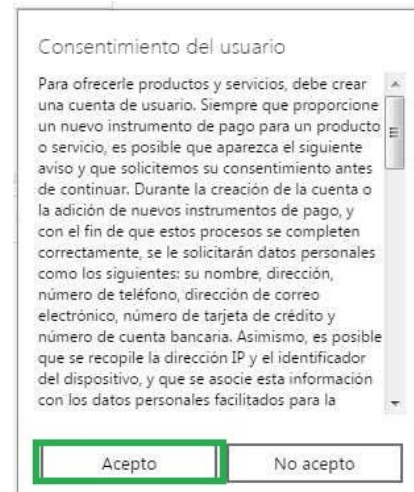 Consentimiento del usuario
Para ofrecerle productos y servicios, debe crear
una cuenta de usuario. Siempre que proporcione
un nuevo instrumento de pago para un producto
o servicio, es posible que aparezca el siguiente
aviso y que solicitemos su consentimiento antes
de continuar. Durante la creación de la cuenta o
la adición de nuevos instrumentos de pago, y
con el fin de que estos procesos se completen
correctamente, se le solicitarán datos personales
como los siguientes: su nombre, dirección,
número de teléfono, dirección de correo
electrónico, número de tarjeta de crédito y
número de cuenta bancaria. Asimismo, es posible
que se recopile la dirección IP y el identificador
del dispositivo, y que se asocie esta información
con los datos personales facilitados para la
Acepto
No acepto